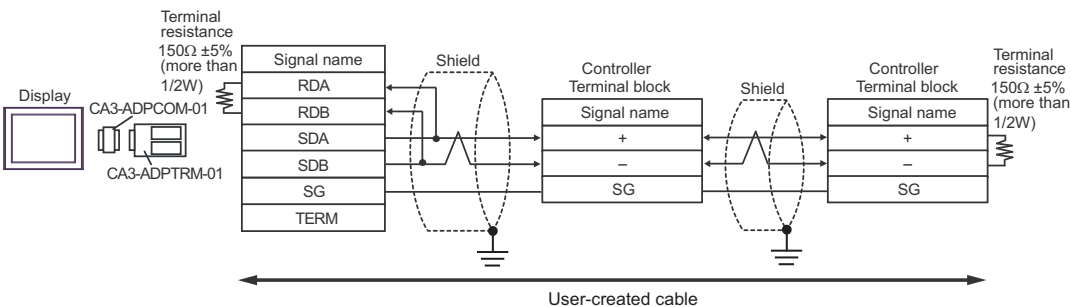 Terminal
resistance
150Ω ±5%
(more than
1/2W)
Display
CA3-ADPCOM-01
CA3-ADPTRM-01
Signal name
RDA
RDB
SDA
SDB
SG
TERM
Shield
Controller
Terminal block
Signal name
+
–
SG
Shield
Controller
Terminal block
Signal name
+
–
SG
Terminal
resistance
150Ω ±5%
(more than
1/2W)
User-created cable